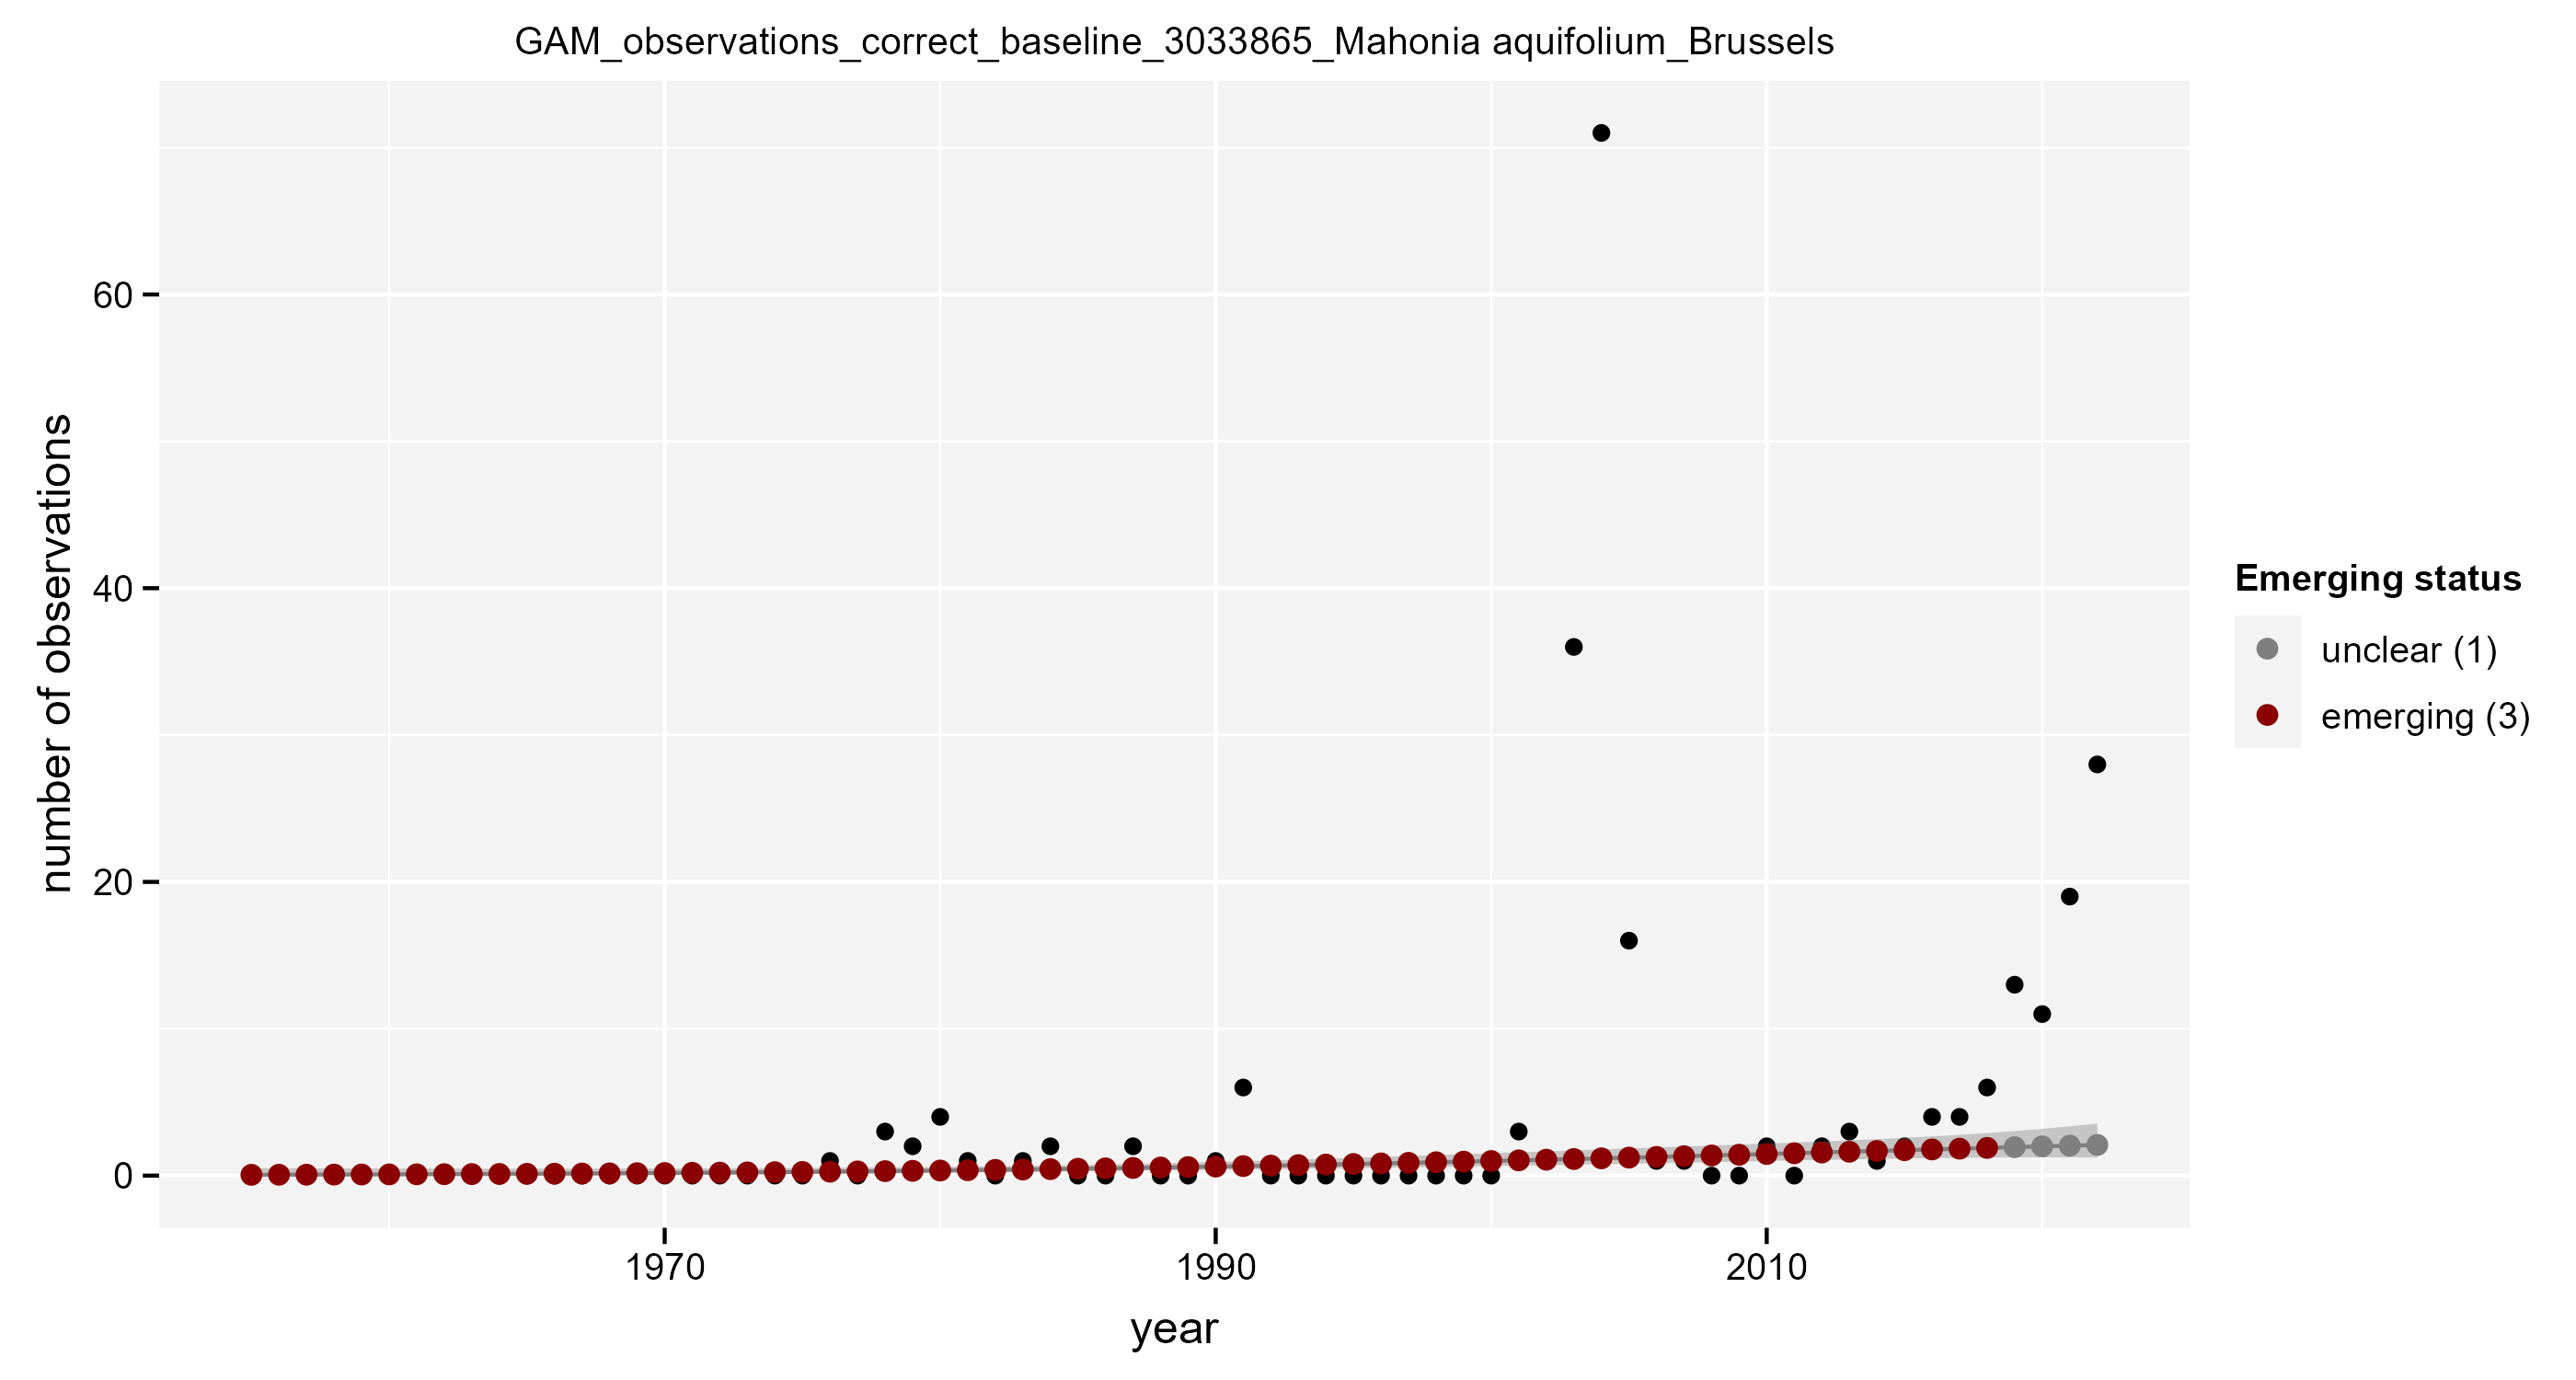 GAM_observations_correct_baseline_3033865_Mahonia aquifolium_Brussels
number of observations
60
40
20
0
1970
1990
2010
year
Emerging status
unclear (1)
emerging (3)